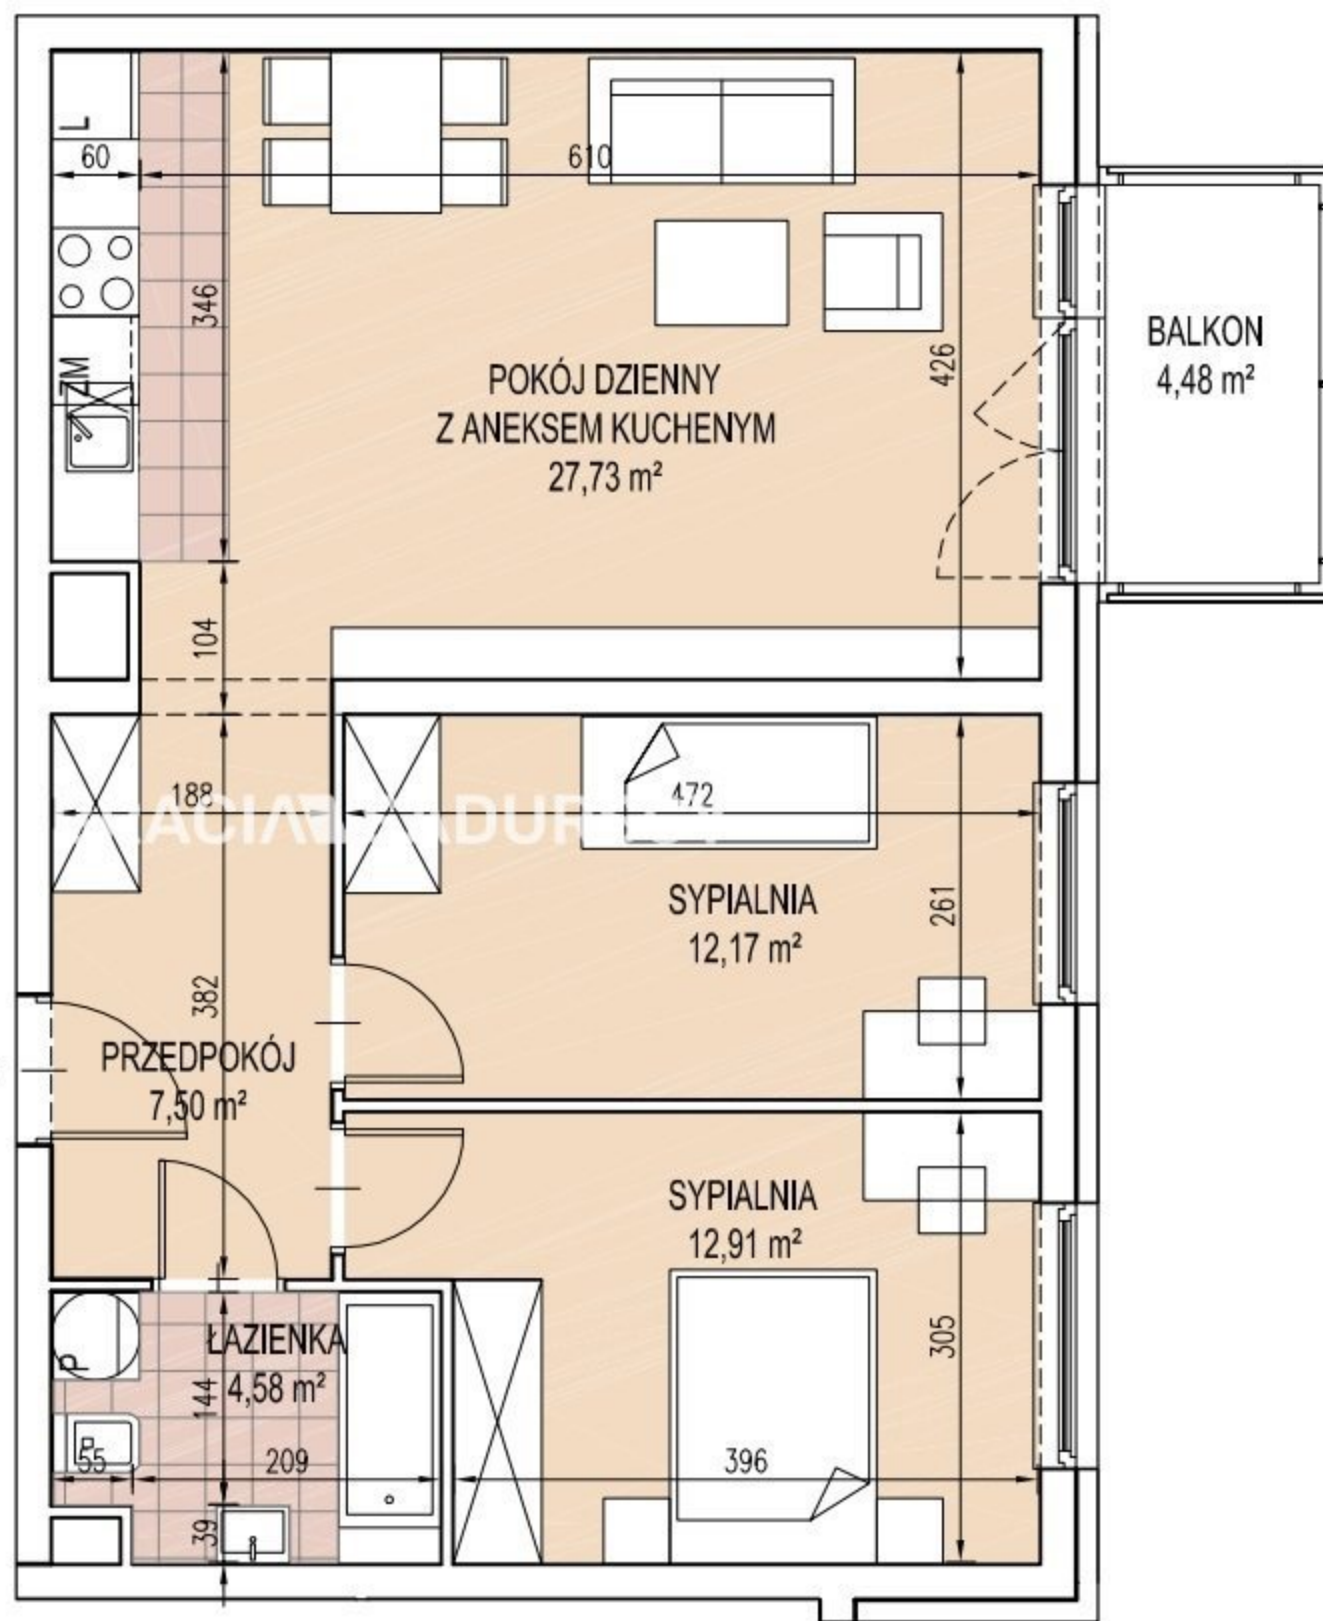 L
60
610
346
ZM
426
BALKON
4,48 m²
POKÓJ DZIENNY
Z ANEKSEM KUCHENYM
27,73 m²
104
188
472
SYPIALNIA
12,17 m²
261
382
PRZEDPOKÓJ
7,50 m²
SYPIALNIA
12,91 m²
305
ŁAZIENKA
4,58 m²
P
144
P
55
209
396
39